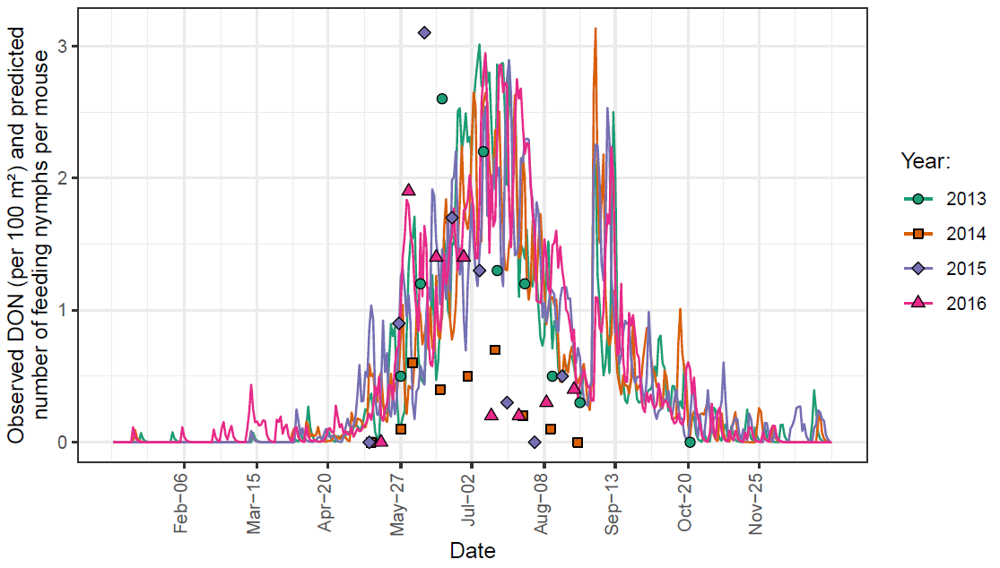 Observed DON (per 100 m²) and predicted
number of feeding nymphs per mouse
3
2
1
0
Feb−06
Mar−15
Apr−20
May−27
Jul−02
Aug−08
Sep−13
Oct−20
Nov−25
Date
Year:
2013
2014
2015
2016